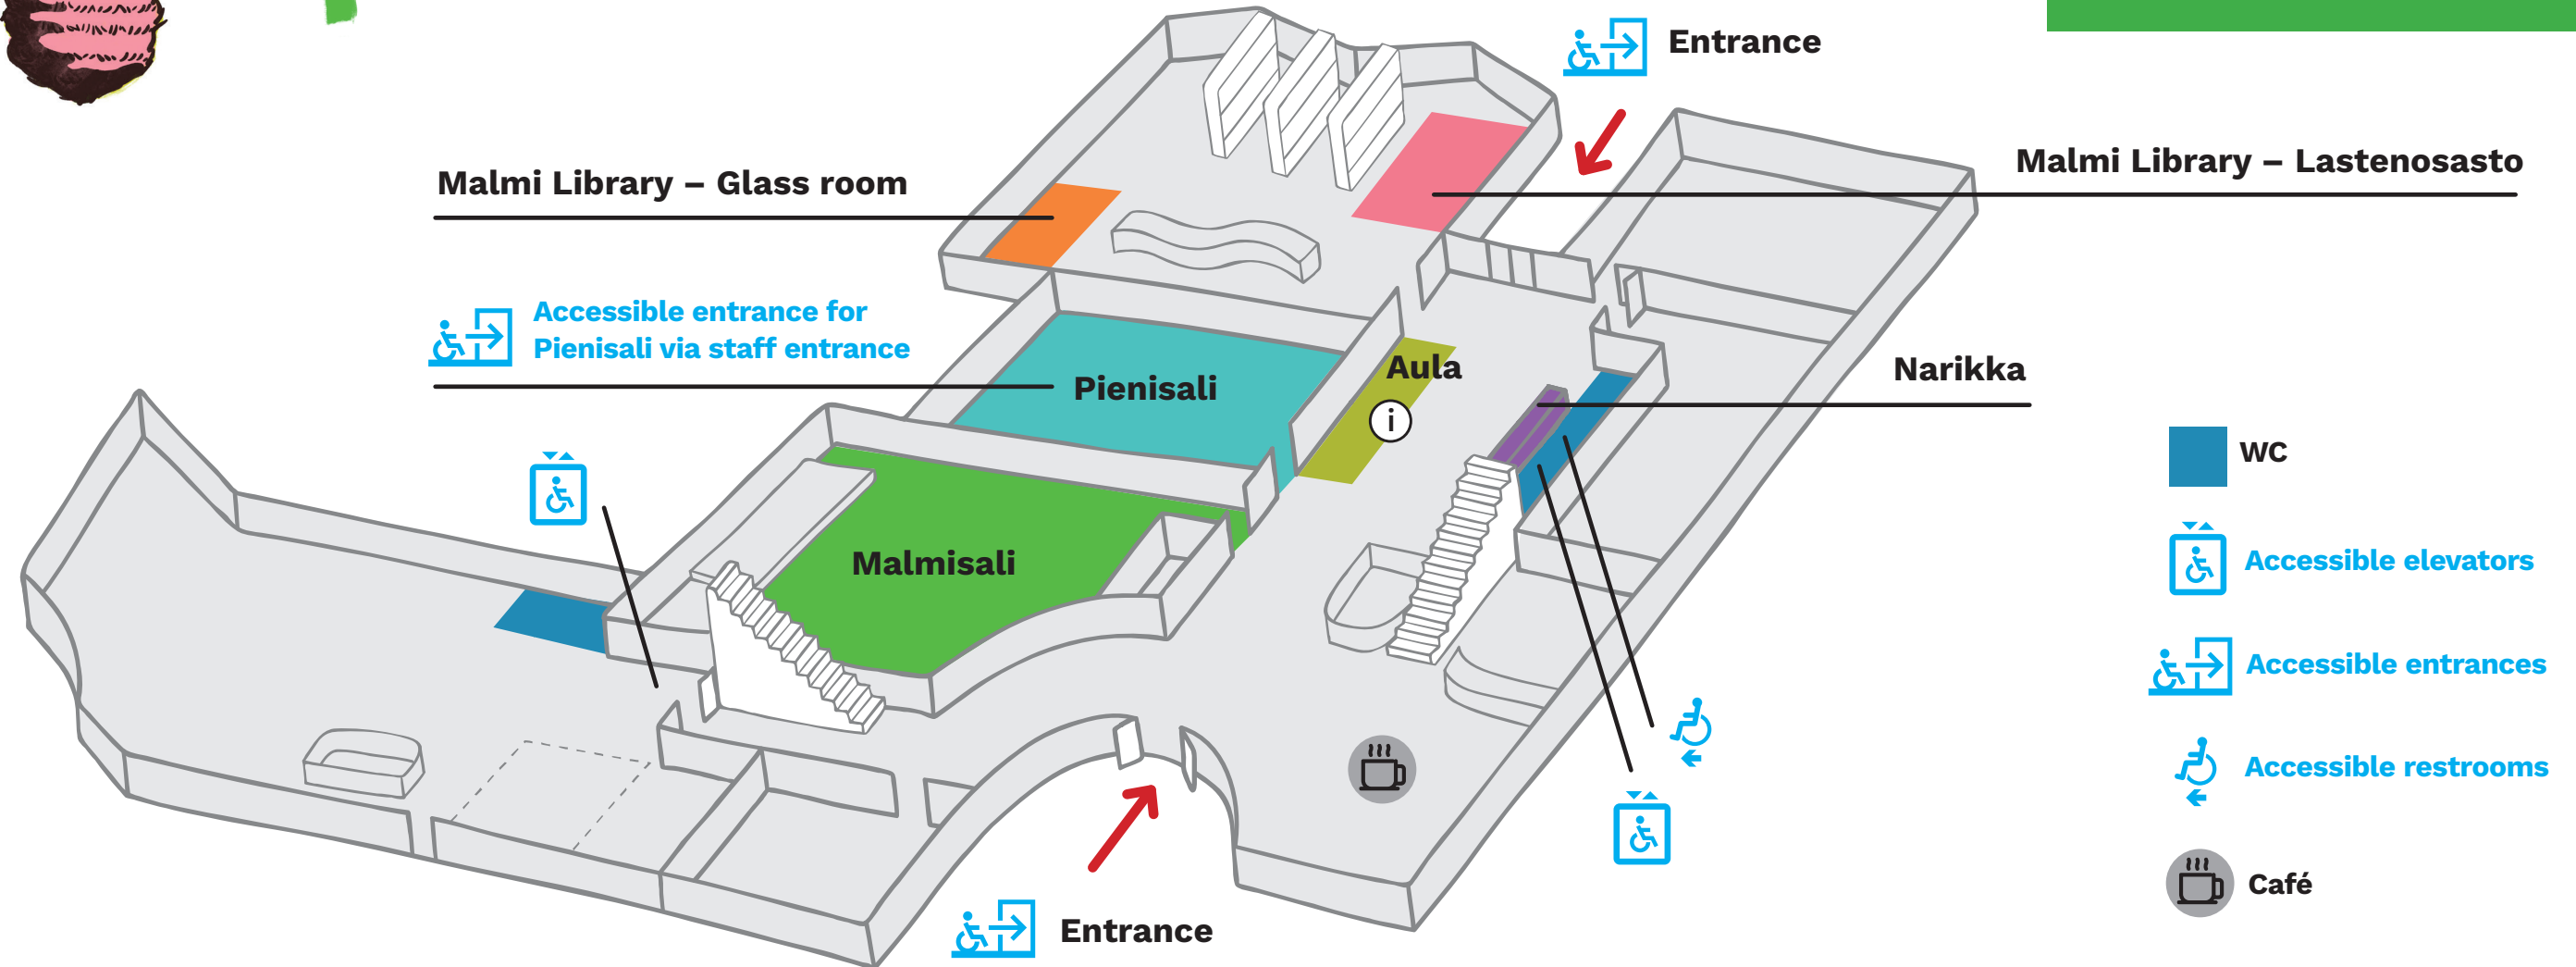 Entrance
Malmi Library – Glass room
Malmi Library – Lastenosasto
Accessible entrance for
Pienisali via staff entrance
Pienisali
Aula
i
Narikka
Malmisali
WC
Accessible elevators
Accessible entrances
Accessible restrooms
Café
Entrance